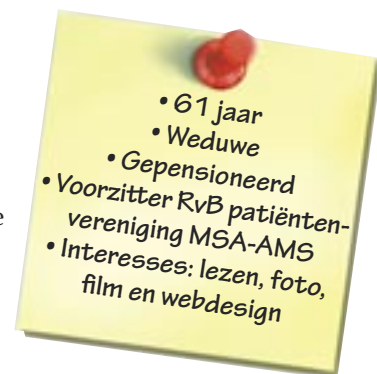 • 61 jaar
• Weduwe
• Gepensioneerd
• Voorzitter RvB patiënten-
vereniging MSA-AMS
e
• Interesses: lezen, foto,
film en webdesign